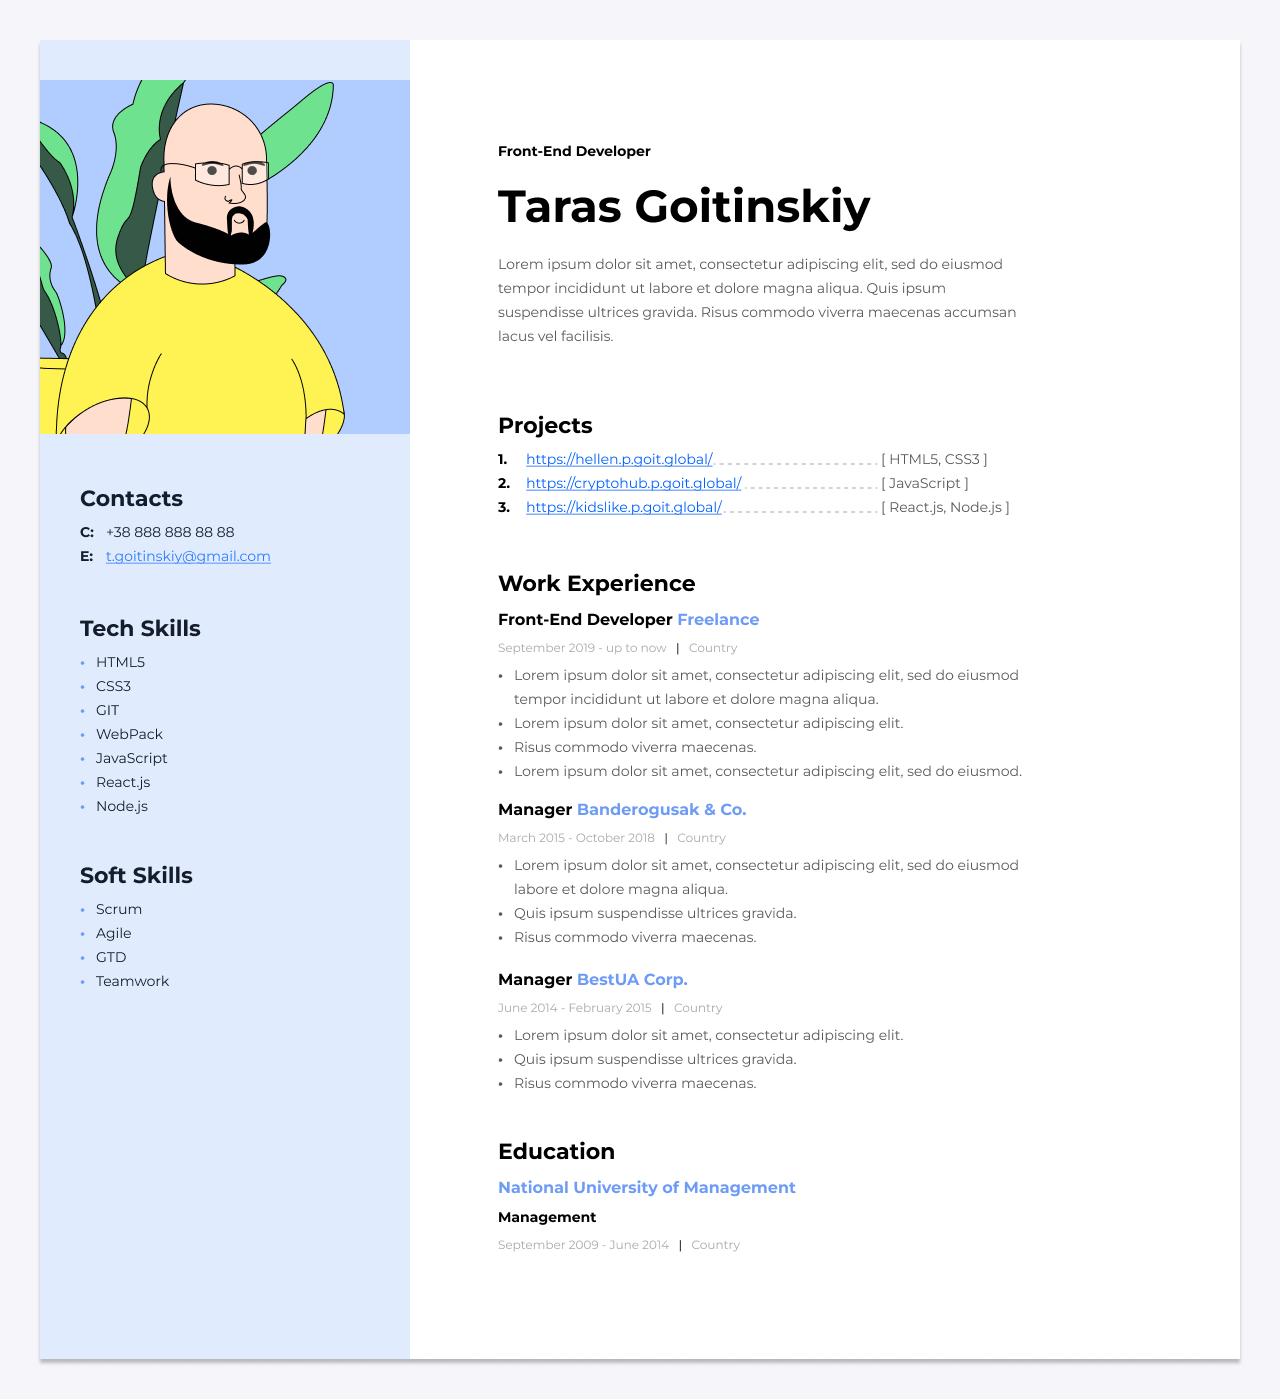 Contacts
C: +38 888 888 88 88
E: t.goitinskiy@gmail.com
Tech Skills
• HTML5
• CSS3
• GIT
• WebPack
• JavaScript
• React.js
• Node.js
Soft Skills
• Scrum
• Agile
• GTD
• Teamwork
Front-End Developer
Taras Goitinskiy
Lorem ipsum dolor sit amet, consectetur adipiscing elit, sed do eiusmod
tempor incididunt ut labore et dolore magna aliqua. Quis ipsum
suspendisse ultrices gravida. Risus commodo viverra maecenas accumsan
lacus vel facilisis.
Projects
1. https://hellen.p.goit.global/ [ HTML5, CSS3 ]
2. https://cryptohub.p.goit.global/ [ JavaScript ]
3. https://kidslike.p.goit.global/ [ React.js, Node.js ]
Work Experience
Front-End Developer Freelance
September 2019 - up to now | Country
• Lorem ipsum dolor sit amet, consectetur adipiscing elit, sed do eiusmod
tempor incididunt ut labore et dolore magna aliqua.
• Lorem ipsum dolor sit amet, consectetur adipiscing elit.
• Risus commodo viverra maecenas.
• Lorem ipsum dolor sit amet, consectetur adipiscing elit, sed do eiusmod.
Manager Banderogusak & Co.
March 2015 - October 2018 | Country
• Lorem ipsum dolor sit amet, consectetur adipiscing elit, sed do eiusmod
labore et dolore magna aliqua.
• Quis ipsum suspendisse ultrices gravida.
• Risus commodo viverra maecenas.
Manager BestUA Corp.
June 2014 - February 2015 | Country
• Lorem ipsum dolor sit amet, consectetur adipiscing elit.
• Quis ipsum suspendisse ultrices gravida.
• Risus commodo viverra maecenas.
Education
National University of Management
Management
September 2009 - June 2014 | Country